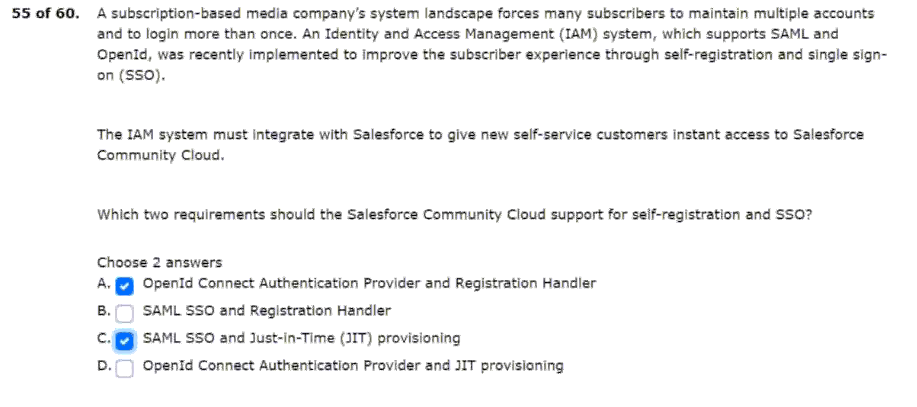 55 of 60. A subscription-based media company's system landscape forces many subscribers to maintain multiple accounts
and to login more than once. An Identity and Access Management (IAM) system, which supports SAML and
OpenId, was recently implemented to improve the subscriber experience through self-registration and single sign-
on (SSO).
The IAM system must integrate with Salesforce to give new self-service customers instant access to Salesforce
Community Cloud.
Which two requirements should the Salesforce Community Cloud support for self-registration and SSO?
Choose 2 answers
A. OpenId Connect Authentication Provider and Registration Handler
B. SAML SSO and Registration Handler
C. SAML SSO and Just-in-Time (JIT) provisioning
D. OpenId Connect Authentication Provider and JIT provisioning